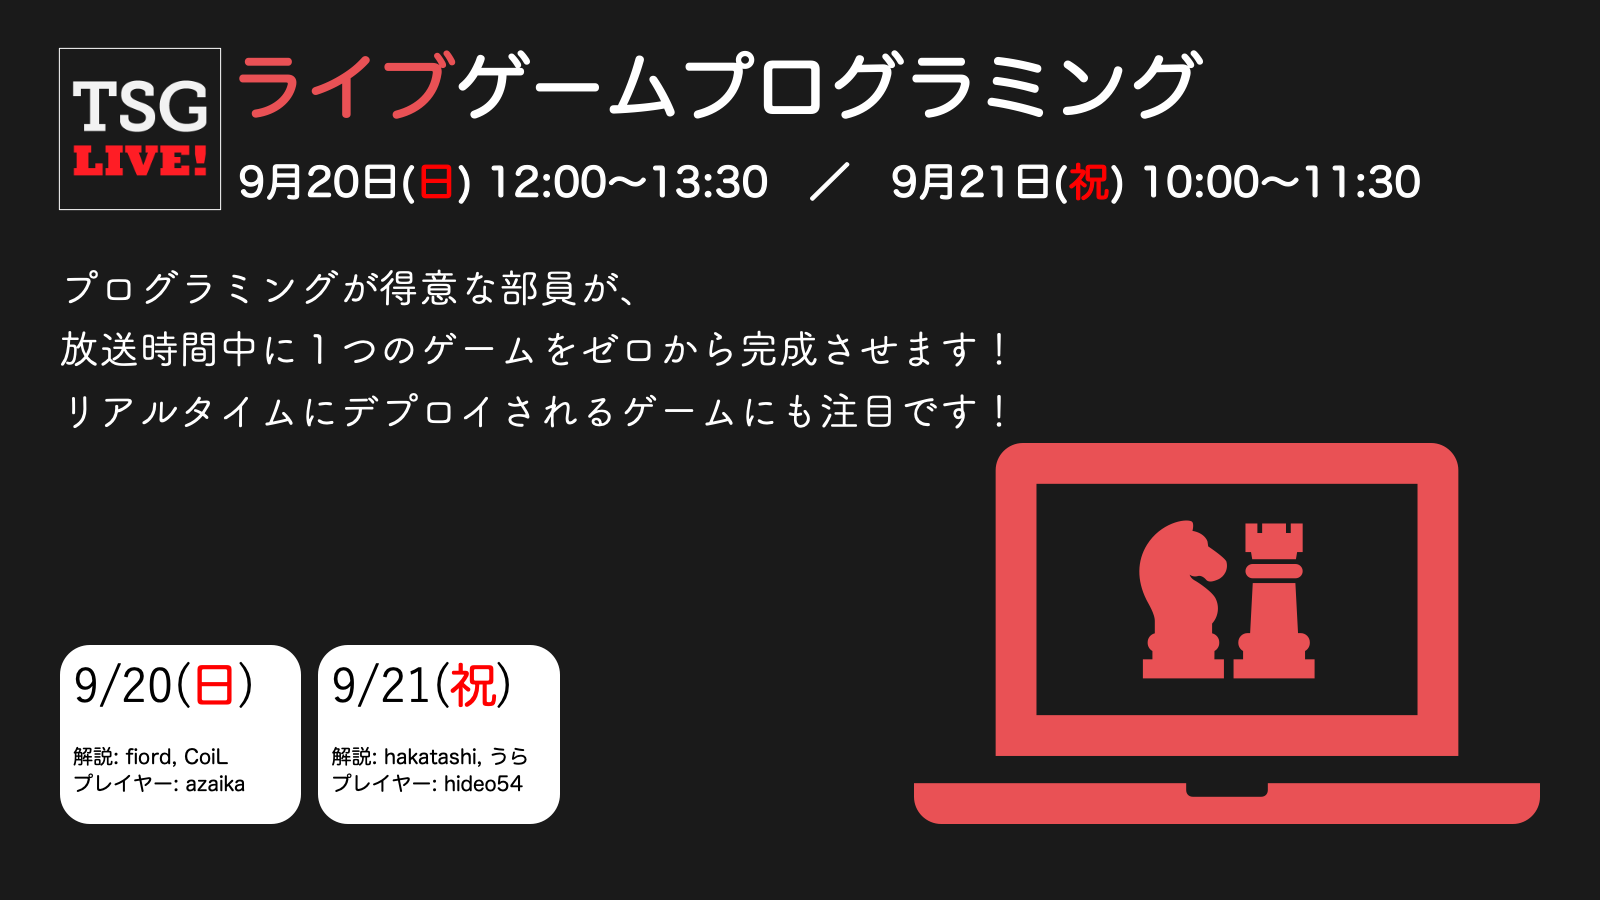 TSG
LIVE!
ライブゲームプログラミング
9月20日(日) 12:00〜13:30 ／ 9月21日(祝) 10:00〜11:30
プログラミングが得意な部員が、
放送時間中に１つのゲームをゼロから完成させます！
リアルタイムにデプロイされるゲームにも注目です！
9/20(日)
解説: fiord, CoiL
プレイヤー: azaika
9/21(祝)
解説: hakatashi, うら
プレイヤー: hideo54